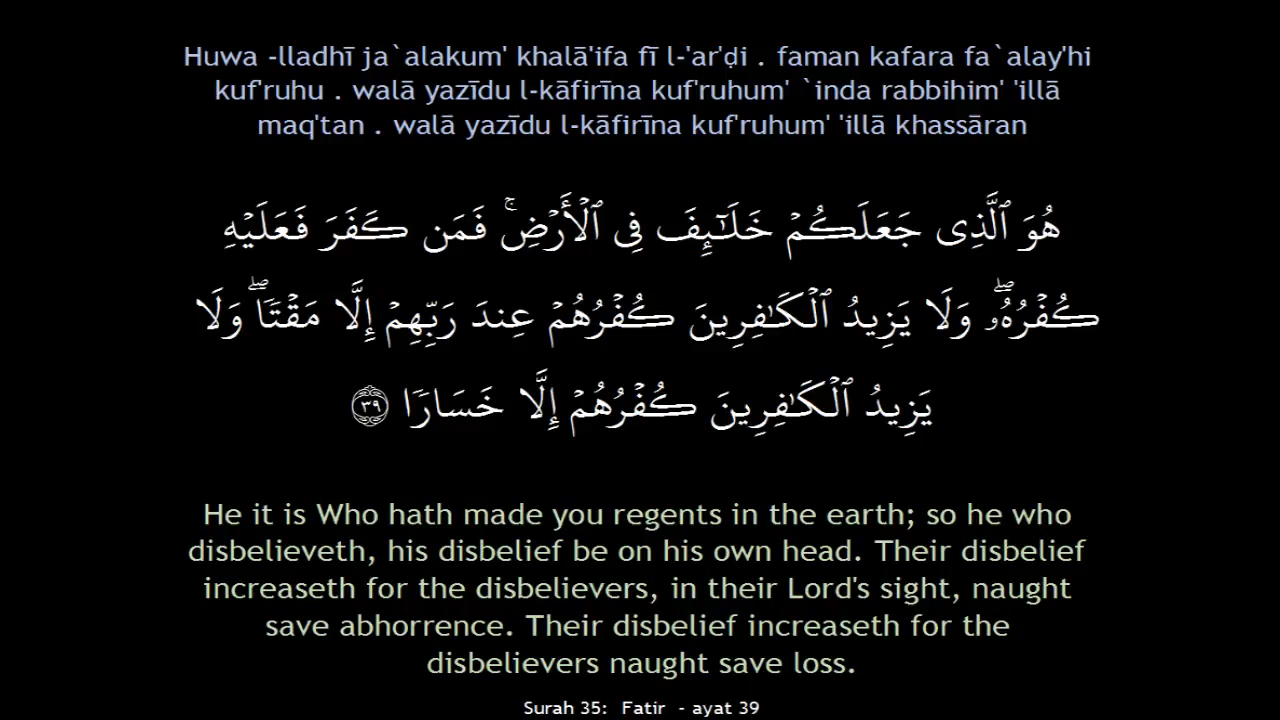 Huwa -lladhī ja`alakum' khalā'ifa fī l-'ar'ḍi . faman kafara fa`alay'hi
kuf'ruhu . walā yazīdu l-kāfirīna kuf'ruhum' `inda rabbihim' 'illā
maq'tan . walā yazīdu l-kāfirīna kuf'ruhum' 'illā khassāran
هُوَ ٱلَّذِى جَعَلَكُمْ خَلَـٰٓئِفَ فِى ٱلْأَرْضِ ۚ فَمَن كَفَرَ فَعَلَيْهِ
كُفْرُهُۥ ۖ وَلَا يَزِيدُ ٱلْكَـٰفِرِينَ كُفْرُهُمْ عِندَ رَبِّهِمْ إِلَّا مَقْتًا ۖ وَلَا
يَزِيدُ ٱلْكَـٰفِرِينَ كُفْرُهُمْ إِلَّا خَسَارًا ٣٩
He it is Who hath made you regents in the earth; so he who
disbelieveth, his disbelief be on his own head. Their disbelief
increaseth for the disbelievers, in their Lord's sight, naught
save abhorrence. Their disbelief increaseth for the
disbelievers naught save loss.
Surah 35: Fatir - ayat 39